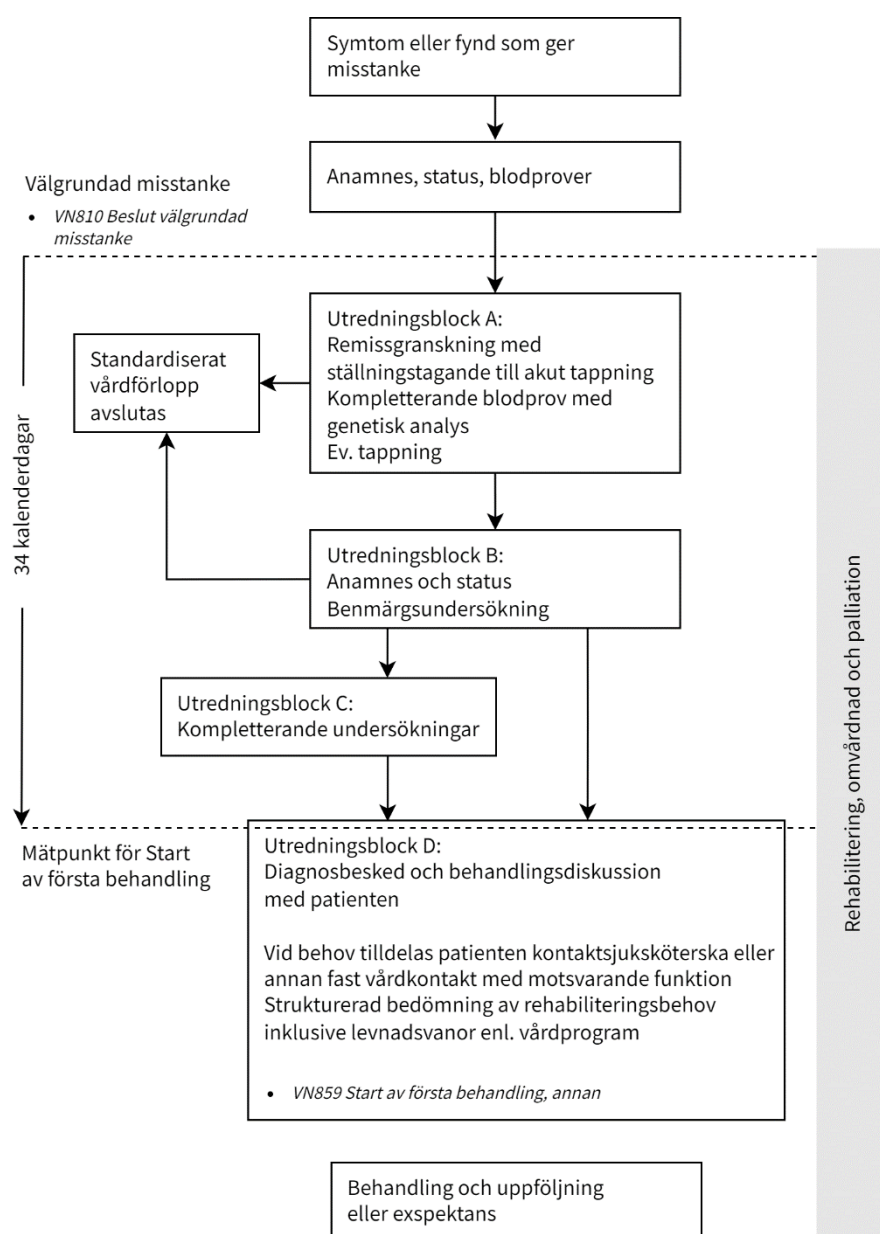 Symtom eller fynd som ger
misstanke
Anamnes, status, blodprover
Välgrundad misstanke
• VN810 Beslut välgrundad
misstanke
Utredningsblock A:
Remissgranskning med
ställningstagande till akut tappning
Kompletterande blodprov med
genetisk analys
Ev. tappning
Standardiserat
vårdförlopp
avslutas
34 kalenderdagar
Utredningsblock B:
Anamnes och status
Benmärgsundersökning
Utredningsblock C:
Kompletterande undersökningar
Rehabilitering, omvårdnad och palliation
Mätpunkt för Start
av första behandling
Utredningsblock D:
Diagnosbesked och behandlingsdiskussion
med patienten
Vid behov tilldelas patienten kontaktsjuksköterska eller
annan fast vårdkontakt med motsvarande funktion
Strukturerad bedömning av rehabiliteringsbehov
inklusive levnadsvanor enl. vårdprogram
• VN859 Start av första behandling, annan
Behandling och uppföljning
eller exspektans